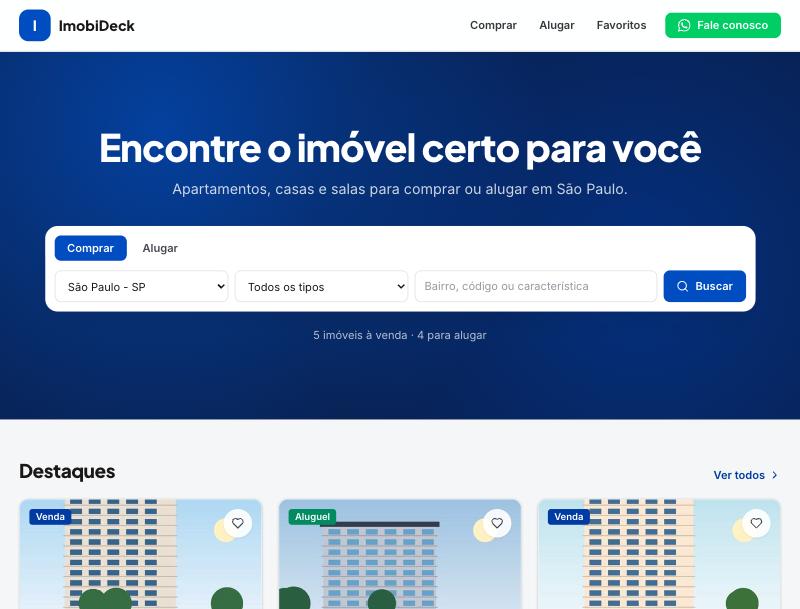 I ImobiDeck
Comprar Alugar Favoritos Fale conosco
Encontre o imóvel certo para você
Apartamentos, casas e salas para comprar ou alugar em São Paulo.
Comprar Alugar
São Paulo - SP Todos os tipos Bairro, código ou característica Buscar
5 imóveis à venda · 4 para alugar
Destaques
Ver todos
Venda
Aluguel
Venda